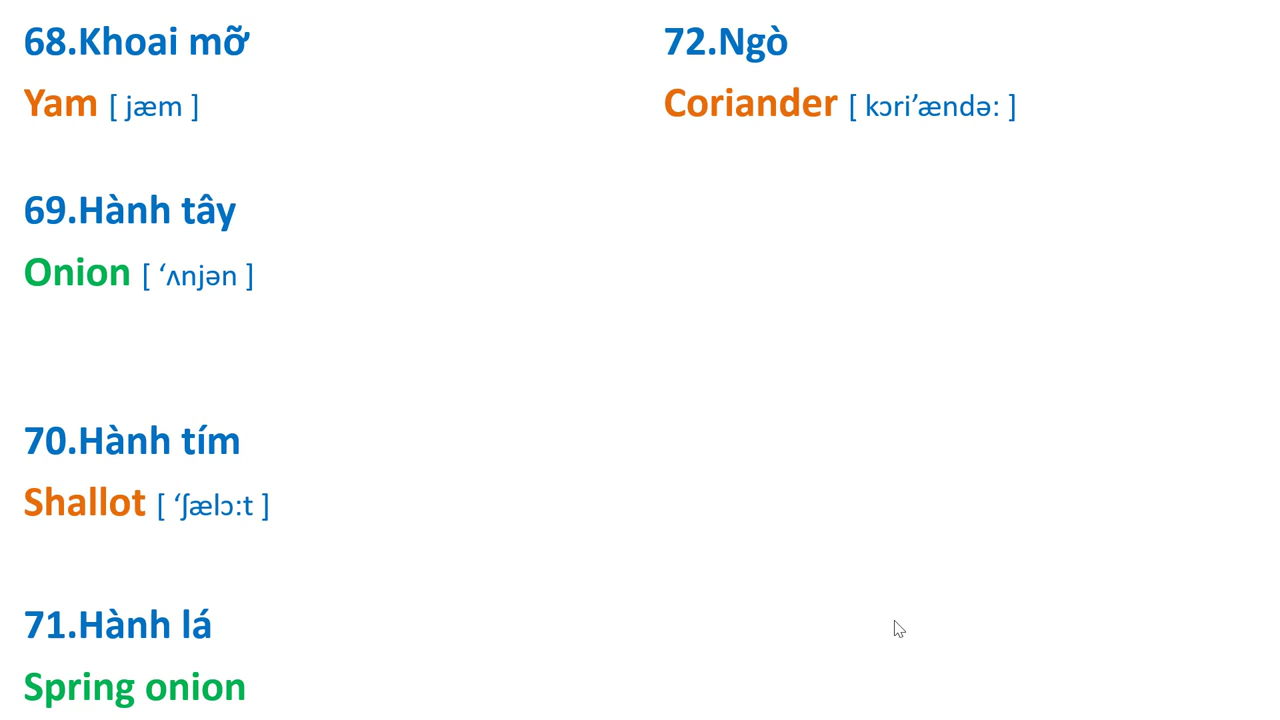 68.Khoai mỡ
Yam [ jæm ]
69.Hành tây
Onion [ ‘ʌnjən ]
70.Hành tím
Shallot [ ‘ʃælɔ:t ]
71.Hành lá
Spring onion
72.Ngò
Coriander [ kɔri’ændə: ]